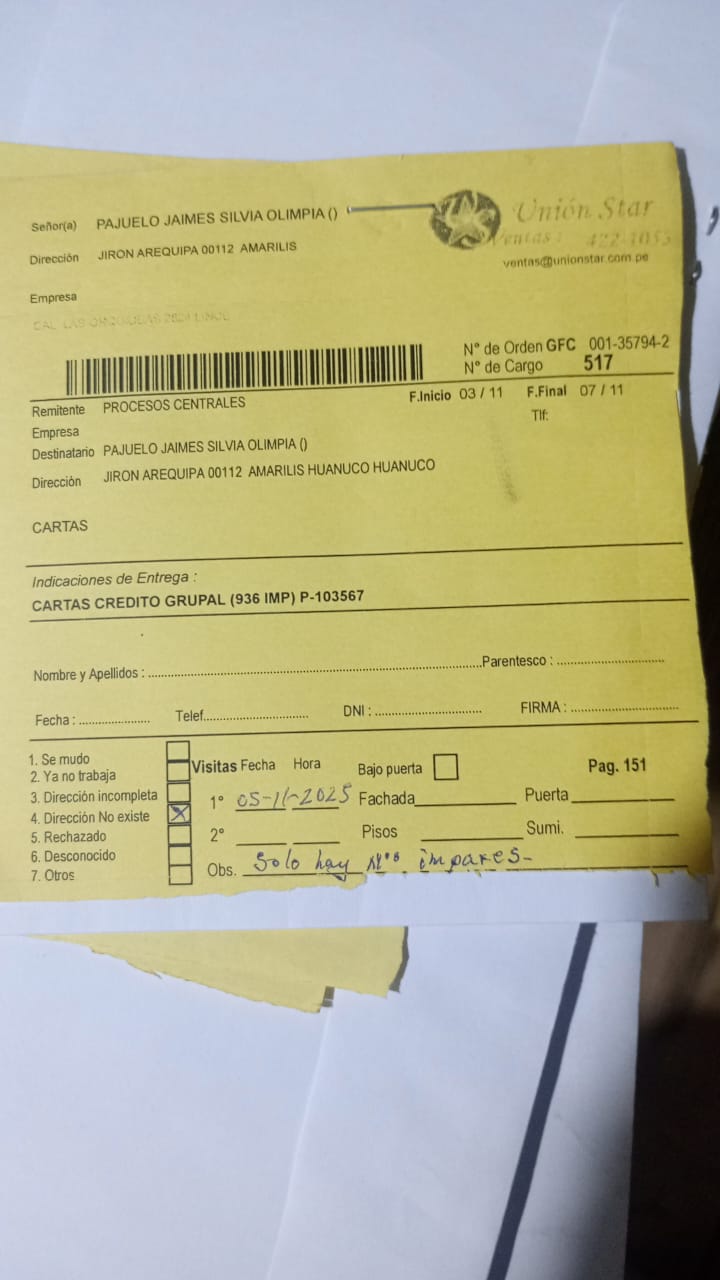 Unión Star
Señor(a) PAJUELO JAIMES SILVIA OLIMPIA ()
Ventas : 422-1053
Dirección JIRON AREQUIPA 00112 AMARILIS
ventas@unionstar.com.pe
Empresa
N° de Orden GFC 001-35794-2
N° de Cargo 517
Remitente PROCESOS CENTRALES
F.Inicio 03 / 11 F.Final 07 / 11
Empresa
Tlf:
Destinatario PAJUELO JAIMES SILVIA OLIMPIA ()
Dirección JIRON AREQUIPA 00112 AMARILIS HUANUCO HUANUCO
CARTAS
Indicaciones de Entrega :
CARTAS CREDITO GRUPAL (936 IMP) P-103567
Nombre y Apellidos : Parentesco :
Fecha : Telef. DNI : FIRMA :
1. Se mudo
2. Ya no trabaja
3. Dirección incompleta
4. Dirección No existe
5. Rechazado
6. Desconocido
7. Otros
Visitas Fecha Hora Bajo puerta Pag. 151
1° 05-11-2025 Fachada Puerta
2° Pisos Sumi.
Obs. Solo hay N°s impares-